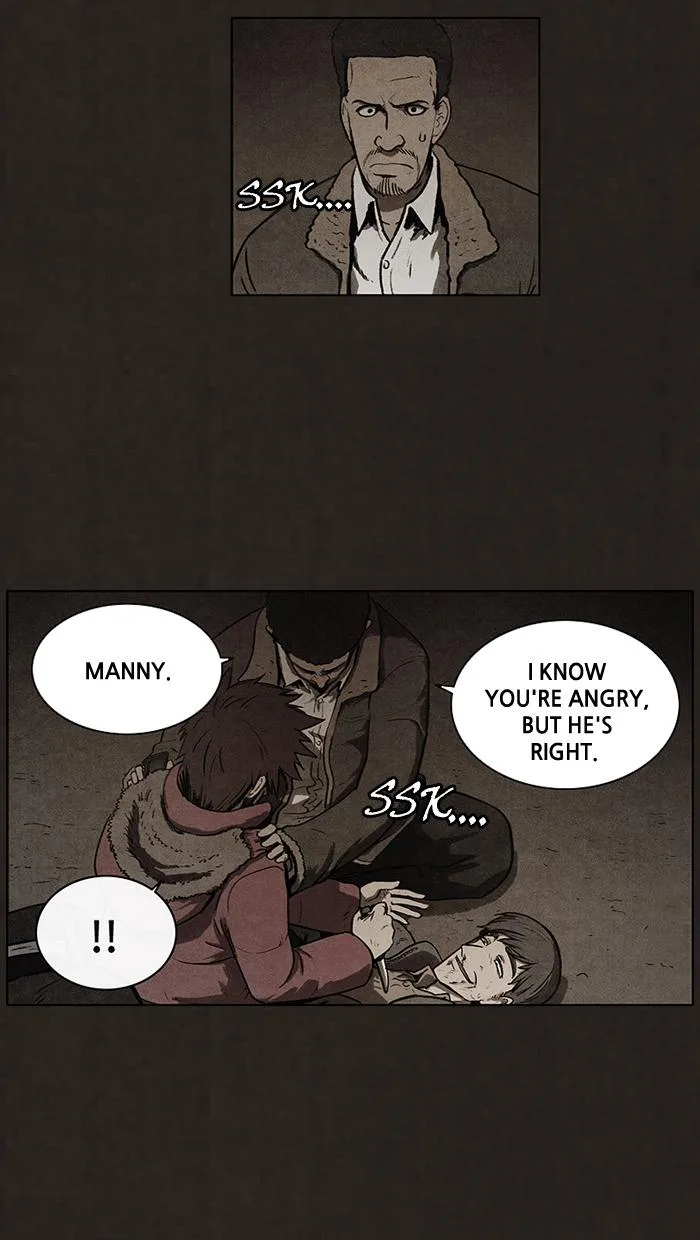 SSK....
MANNY.
I KNOW
YOU'RE ANGRY,
BUT HE'S
RIGHT.
SSK....
!!